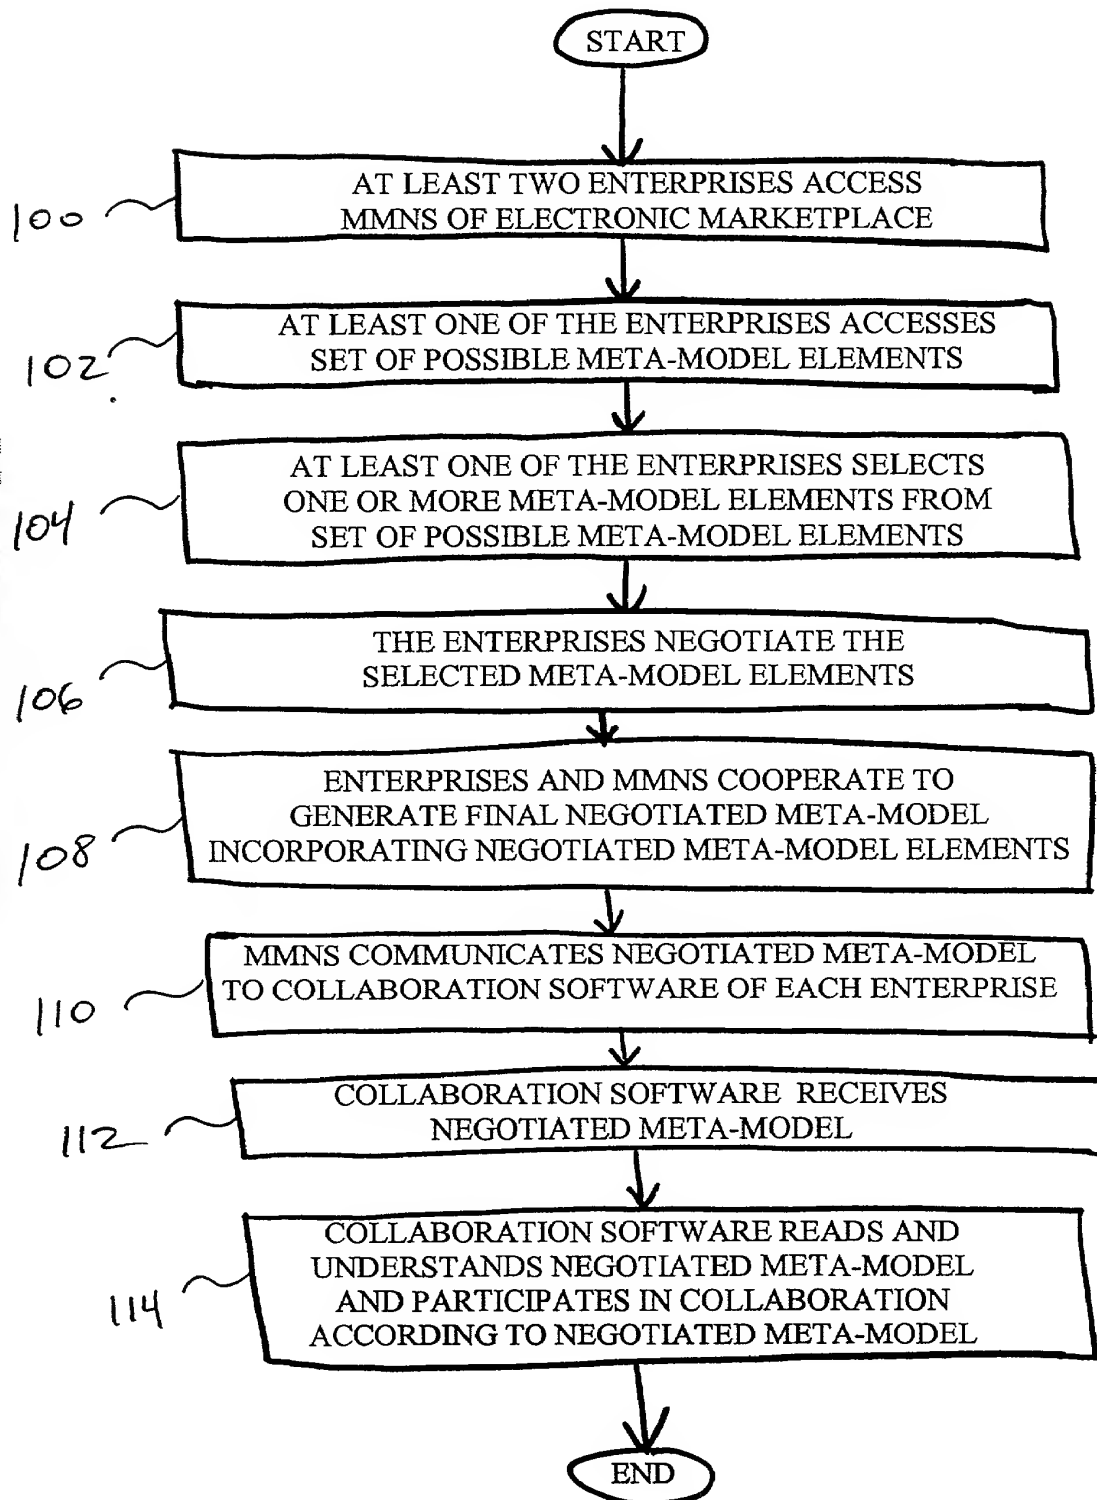 START
100
AT LEAST TWO ENTERPRISES ACCESS
MMNS OF ELECTRONIC MARKETPLACE
102
AT LEAST ONE OF THE ENTERPRISES ACCESSES
SET OF POSSIBLE META-MODEL ELEMENTS
104
AT LEAST ONE OF THE ENTERPRISES SELECTS
ONE OR MORE META-MODEL ELEMENTS FROM
SET OF POSSIBLE META-MODEL ELEMENTS
106
THE ENTERPRISES NEGOTIATE THE
SELECTED META-MODEL ELEMENTS
108
ENTERPRISES AND MMNS COOPERATE TO
GENERATE FINAL NEGOTIATED META-MODEL
INCORPORATING NEGOTIATED META-MODEL ELEMENTS
110
MMNS COMMUNICATES NEGOTIATED META-MODEL
TO COLLABORATION SOFTWARE OF EACH ENTERPRISE
112
COLLABORATION SOFTWARE RECEIVES
NEGOTIATED META-MODEL
114
COLLABORATION SOFTWARE READS AND
UNDERSTANDS NEGOTIATED META-MODEL
AND PARTICIPATES IN COLLABORATION
ACCORDING TO NEGOTIATED META-MODEL
END